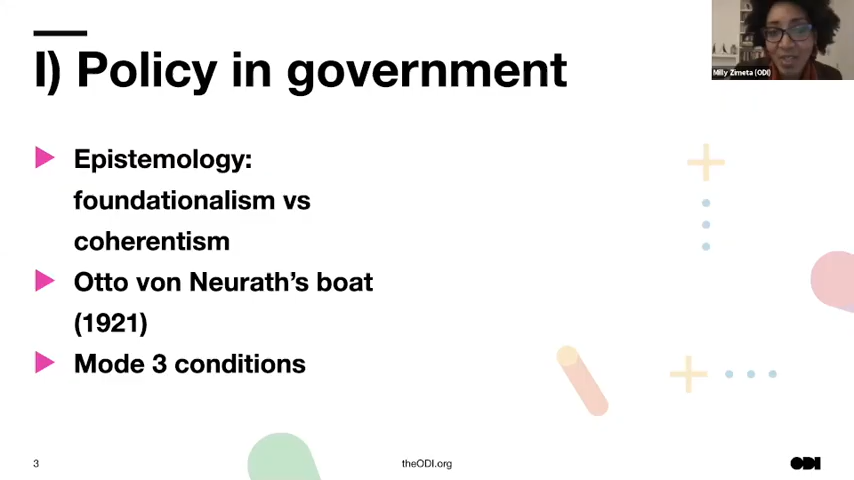 I) Policy in government
Milly Zimeta (ODI)
Epistemology:
foundationalism vs
coherentism
Otto von Neurath’s boat
(1921)
Mode 3 conditions
3
theODI.org
ODI